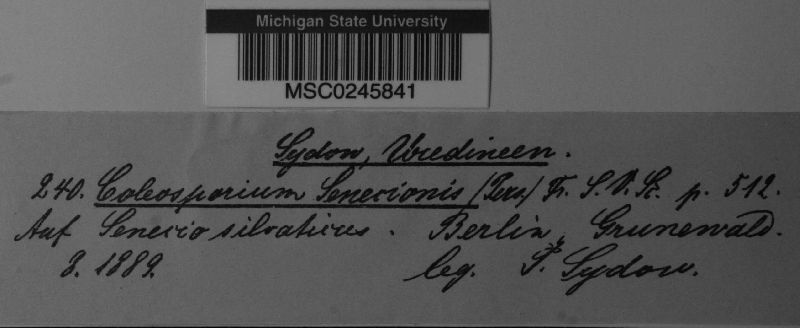 Michigan State University
MSC0245841
Sydow, Uredineen.
240. Coleosporium Senecionis (Pers) Fr. S. V. Sc. p. 512.
Auf Senecio silvaticus. Berlin, Grunewald.
8. 1889. leg. P. Sydow.